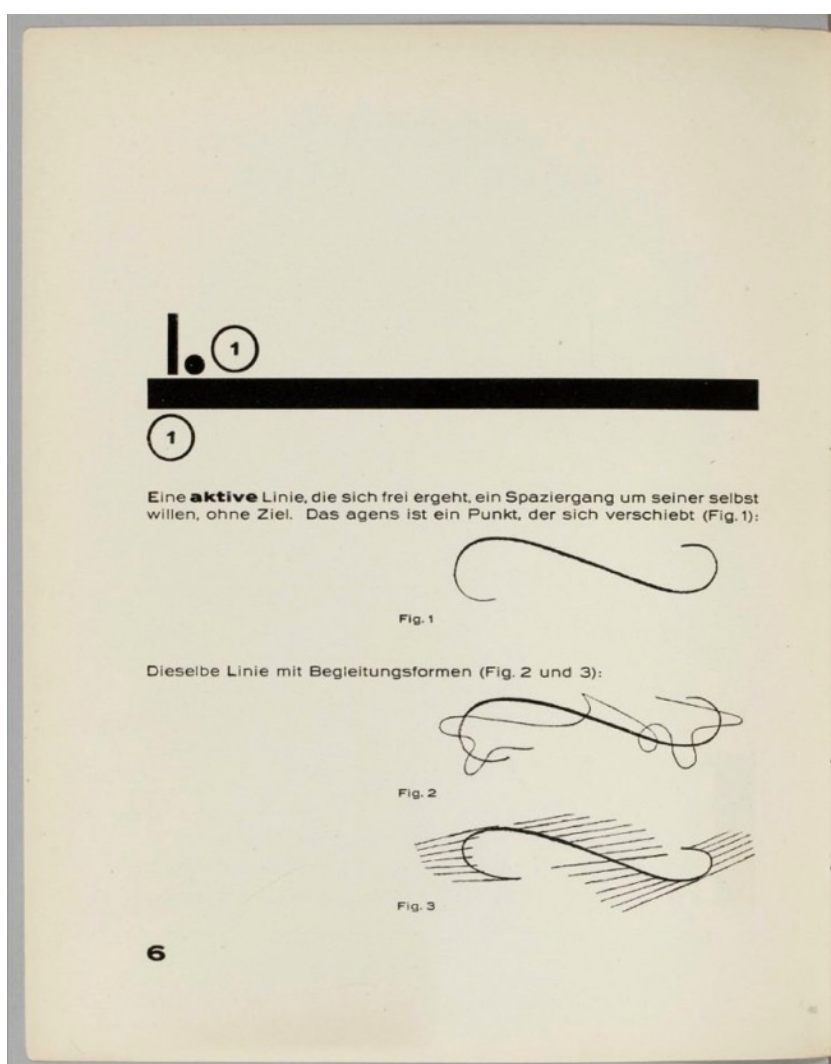 I. 1
1
Eine aktive Linie, die sich frei ergeht, ein Spaziergang um seiner selbst
willen, ohne Ziel. Das agens ist ein Punkt, der sich verschiebt (Fig. 1):
Fig. 1
Dieselbe Linie mit Begleitungsformen (Fig. 2 und 3):
Fig. 2
Fig. 3
6